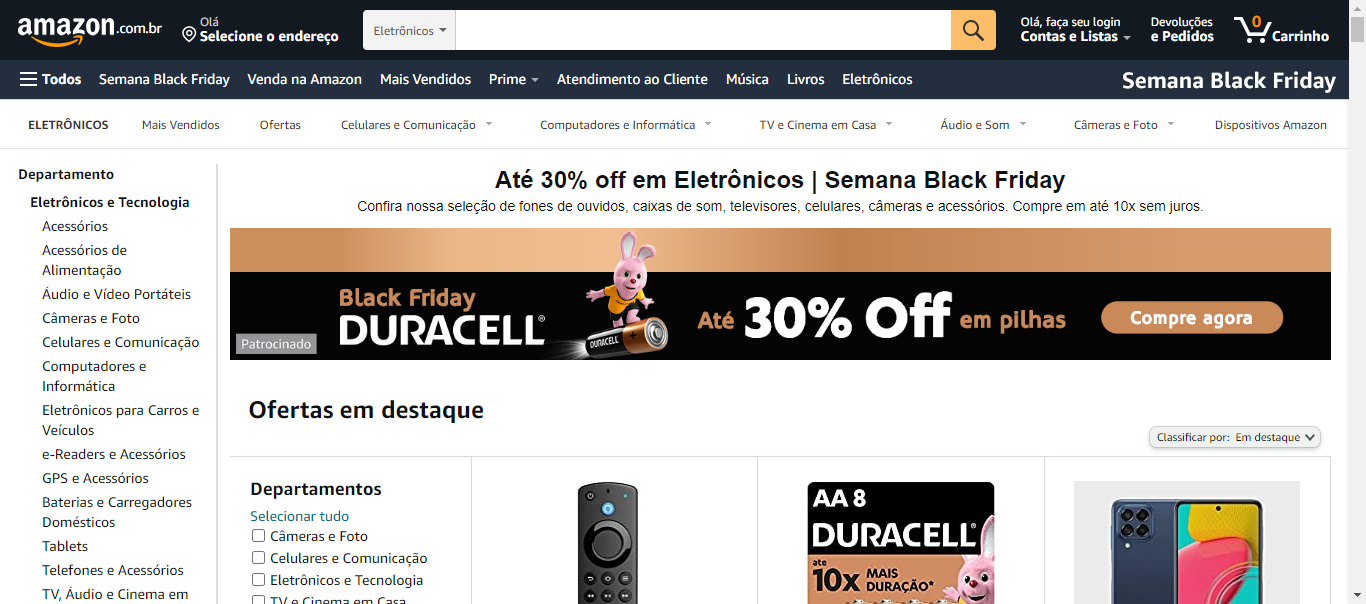 amazon.com.br
Olá
Selecione o endereço
Eletrônicos
Olá, faça seu login
Contas e Listas
Devoluções
e Pedidos
0
Carrinho
Todos
Semana Black Friday
Venda na Amazon
Mais Vendidos
Prime
Atendimento ao Cliente
Música
Livros
Eletrônicos
Semana Black Friday
ELETRÔNICOS
Mais Vendidos
Ofertas
Celulares e Comunicação
Computadores e Informática
TV e Cinema em Casa
Áudio e Som
Câmeras e Foto
Dispositivos Amazon
Departamento
Eletrônicos e Tecnologia
Acessórios
Acessórios de
Alimentação
Áudio e Vídeo Portáteis
Câmeras e Foto
Celulares e Comunicação
Computadores e
Informática
Eletrônicos para Carros e
Veículos
e-Readers e Acessórios
GPS e Acessórios
Baterias e Carregadores
Domésticos
Tablets
Telefones e Acessórios
TV, Áudio e Cinema em
Até 30% off em Eletrônicos | Semana Black Friday
Confira nossa seleção de fones de ouvidos, caixas de som, televisores, celulares, câmeras e acessórios. Compre em até 10x sem juros.
Black Friday
DURACELL®
DURACELL
Até 30% Off em pilhas
Compre agora
Patrocinado
Ofertas em destaque
Classificar por: Em destaque
Departamentos
Selecionar tudo
Câmeras e Foto
Celulares e Comunicação
Eletrônicos e Tecnologia
TV e Cinema em Casa
AA 8
DURACELL
até
10x MAIS
DURAÇÃO*